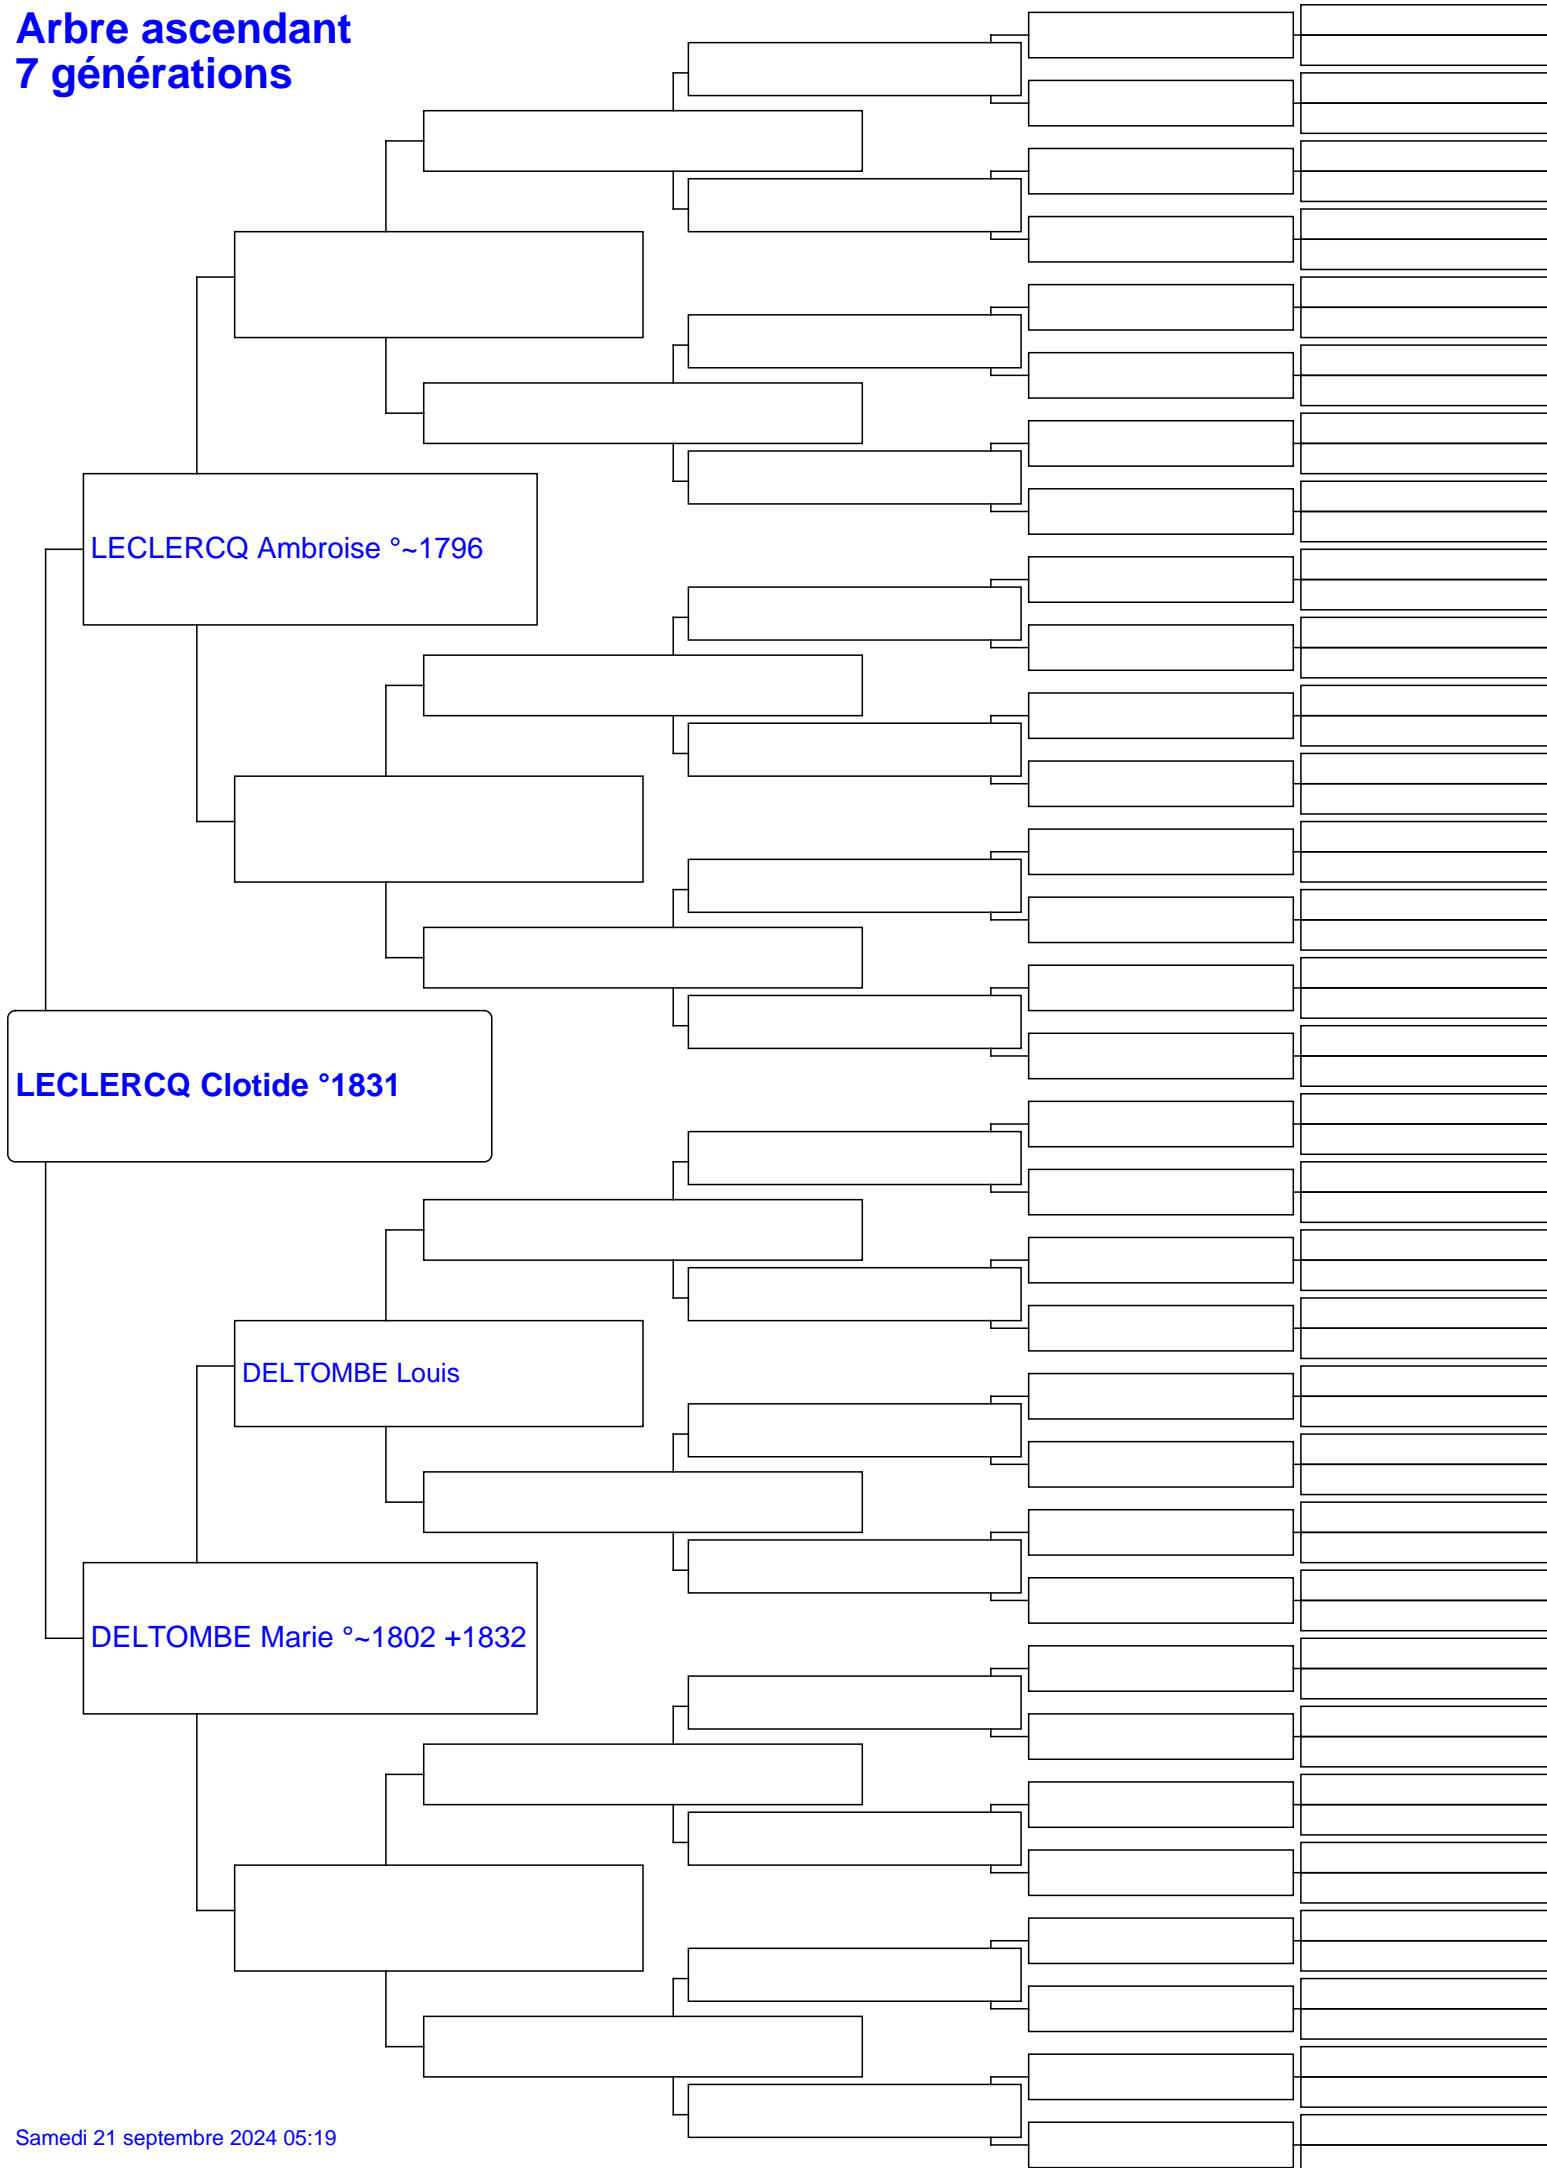 Arbre ascendant
7 générations
LECLERCQ Ambroise °~1796
LECLERCQ Clotide °1831
DELTOMBE Louis
DELTOMBE Marie °~1802 +1832
Samedi 21 septembre 2024 05:19